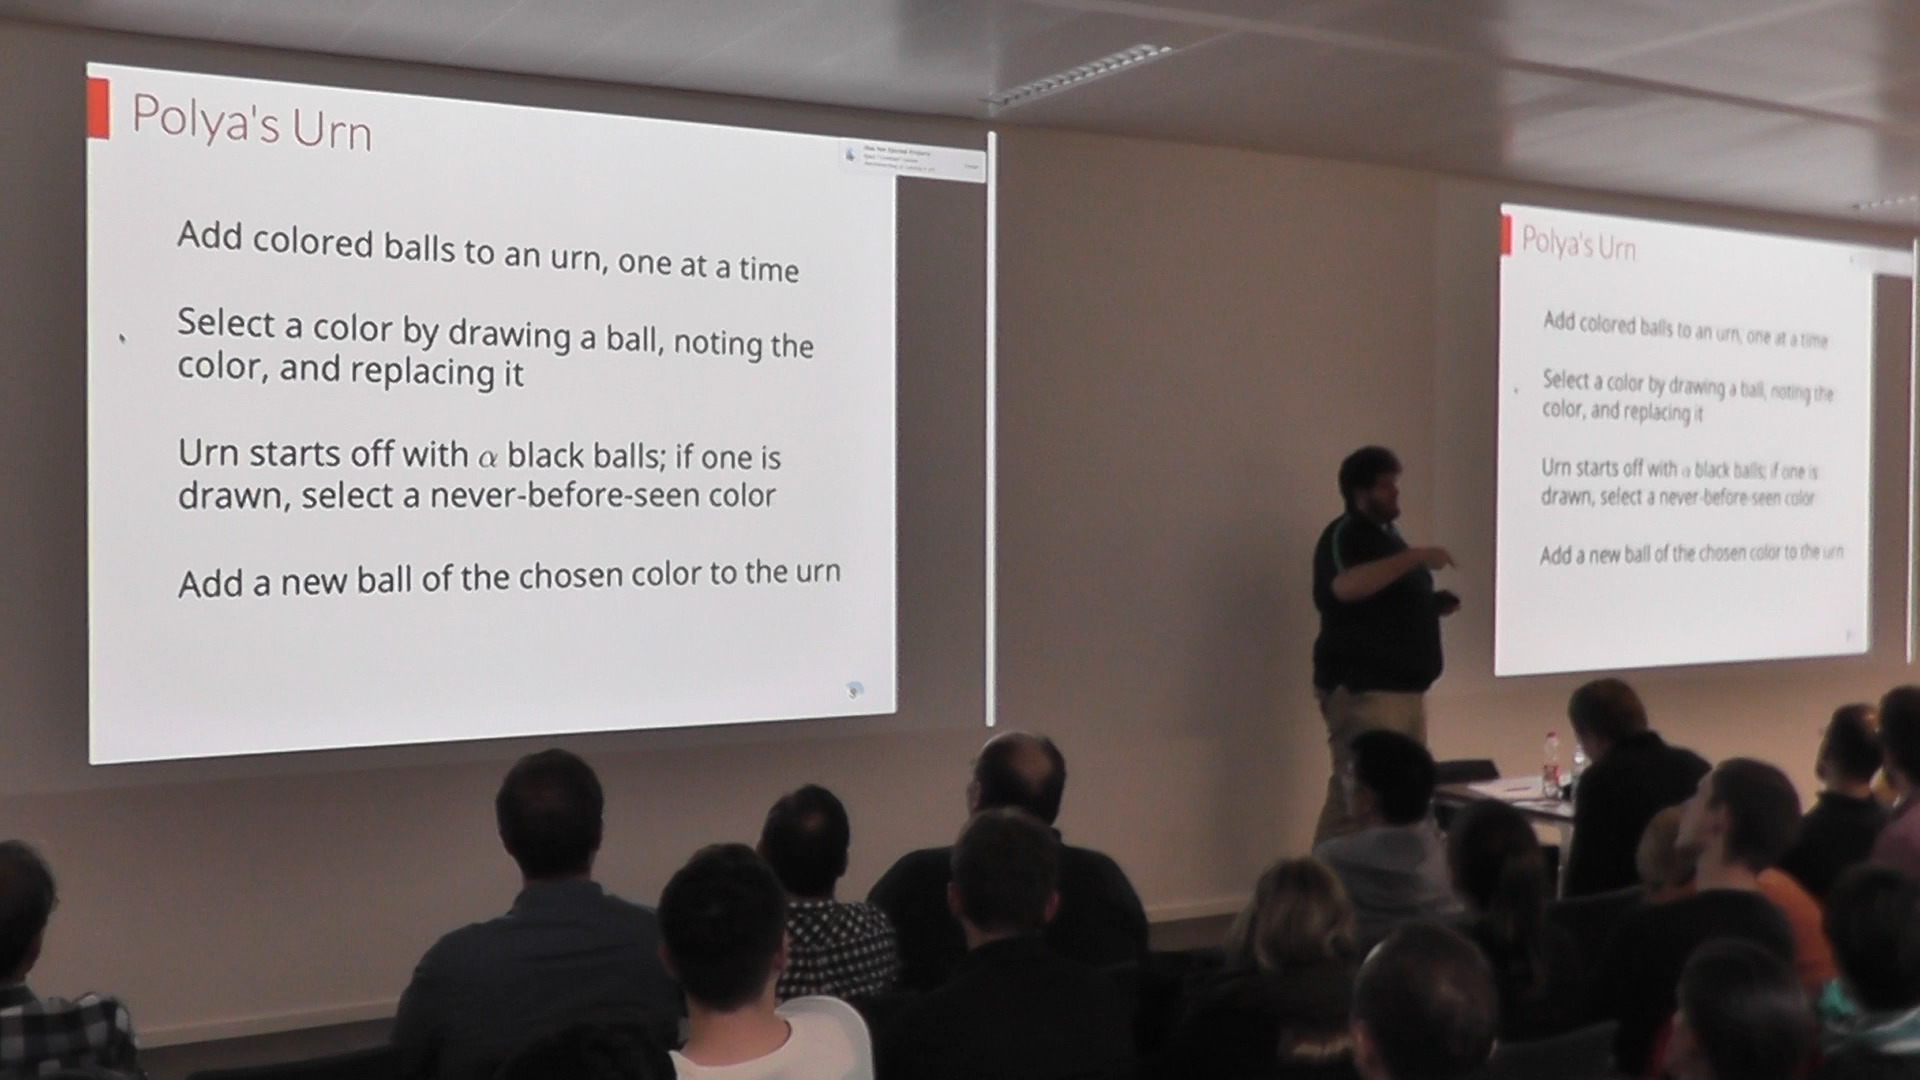 Polya's Urn
Add colored balls to an urn, one at a time
Select a color by drawing a ball, noting the
color, and replacing it
Urn starts off with α black balls; if one is
drawn, select a never-before-seen color
Add a new ball of the chosen color to the urn
Polya's Urn
Add colored balls to an urn, one at a time
Select a color by drawing a ball, noting the
color, and replacing it
Urn starts off with α black balls; if one is
drawn, select a never-before-seen color
Add a new ball of the chosen color to the urn